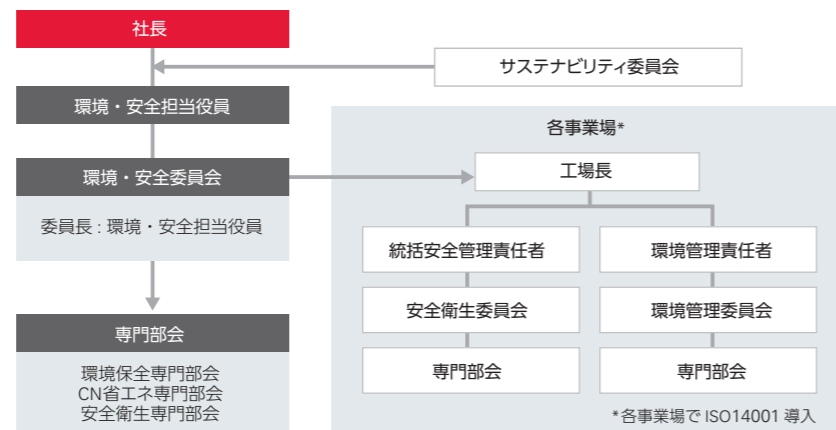 社長
サステナビリティ委員会
環境・安全担当役員
環境・安全委員会
委員長 : 環境・安全担当役員
専門部会
環境保全専門部会
CN省エネ専門部会
安全衛生専門部会
各事業場*
工場長
統括安全管理責任者
環境管理責任者
安全衛生委員会
環境管理委員会
専門部会
専門部会
*各事業場で ISO14001 導入